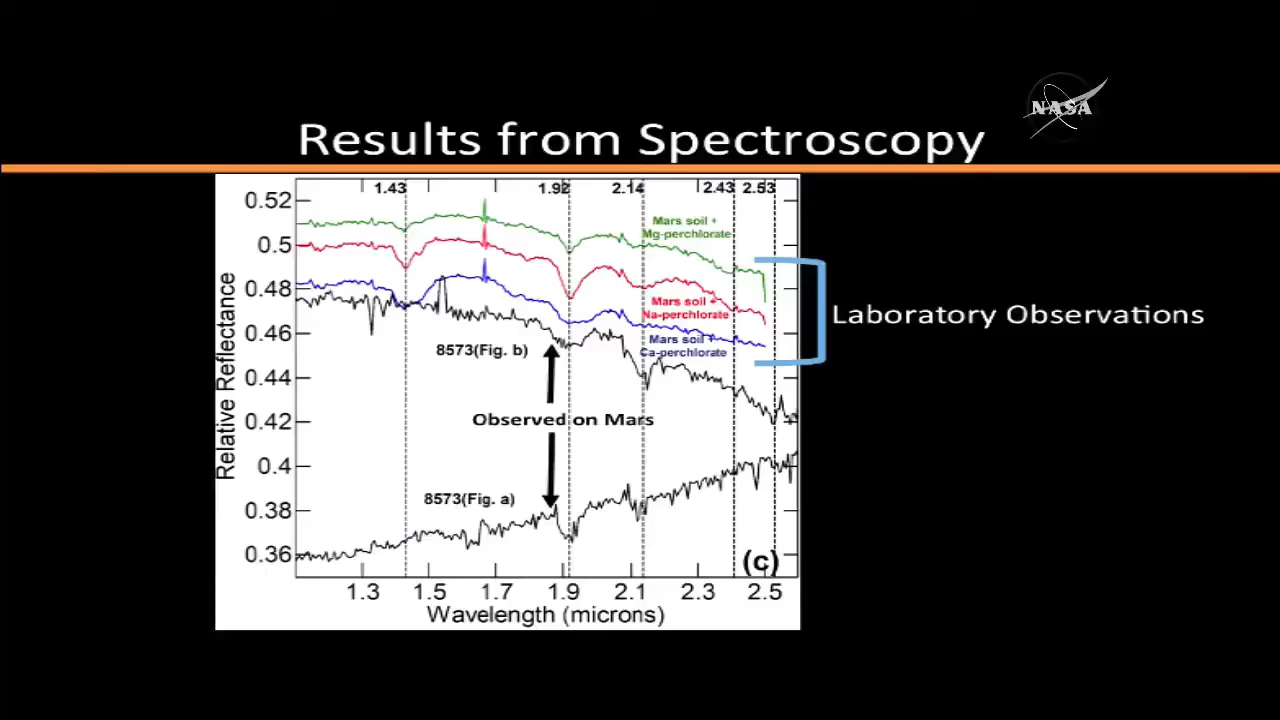 NASA
Results from Spectroscopy
1.43 1.92 2.14 2.43 2.53
0.52
0.5
0.48
0.46
0.44
0.42
0.4
0.38
0.36
Relative Reflectance
Mars soil +
Mg-perchlorate
Mars soil +
Na-perchlorate
Mars soil +
Ca-perchlorate
Laboratory Observations
8573(Fig. b)
Observed on Mars
8573(Fig. a)
(c)
1.3 1.5 1.7 1.9 2.1 2.3 2.5
Wavelength (microns)